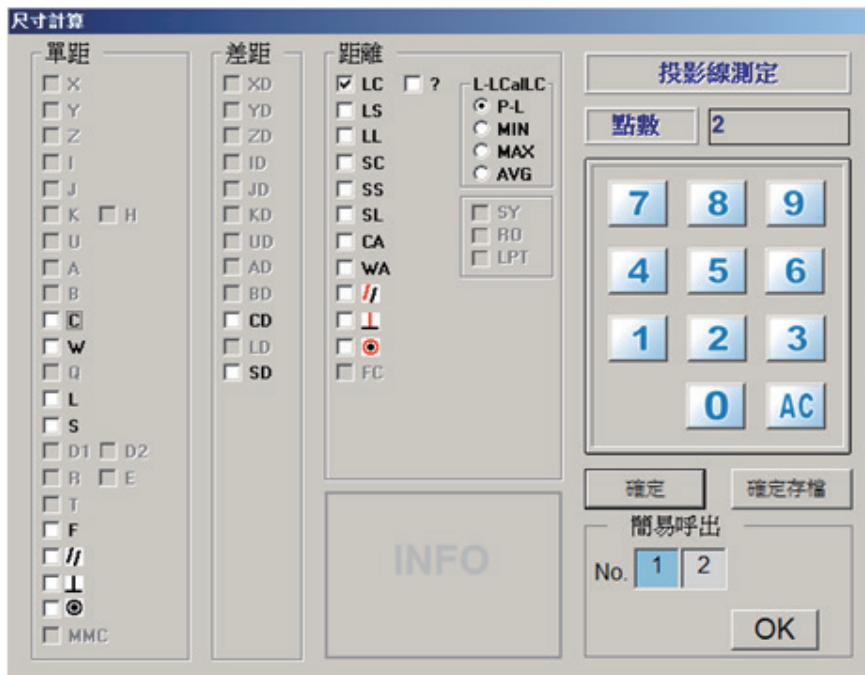 尺寸計算
單距
X
Y
Z
I
J
K H
U
A
B
C
W
Q
L
S
D1 D2
R E
T
F
//
⊥
◎
MMC
差距
XD
YD
ZD
ID
JD
KD
UD
AD
BD
CD
LD
SD
距離
LC ?
LS
LL
SC
SS
SL
CA
WA
//
⊥
◎
FC
L-LCalLC
P-L
MIN
MAX
AVG
SY
RO
LPT
INFO
投影線測定
點數 2
7 8 9
4 5 6
1 2 3
0 AC
確定 確定存檔
簡易呼出
No. 1 2
OK